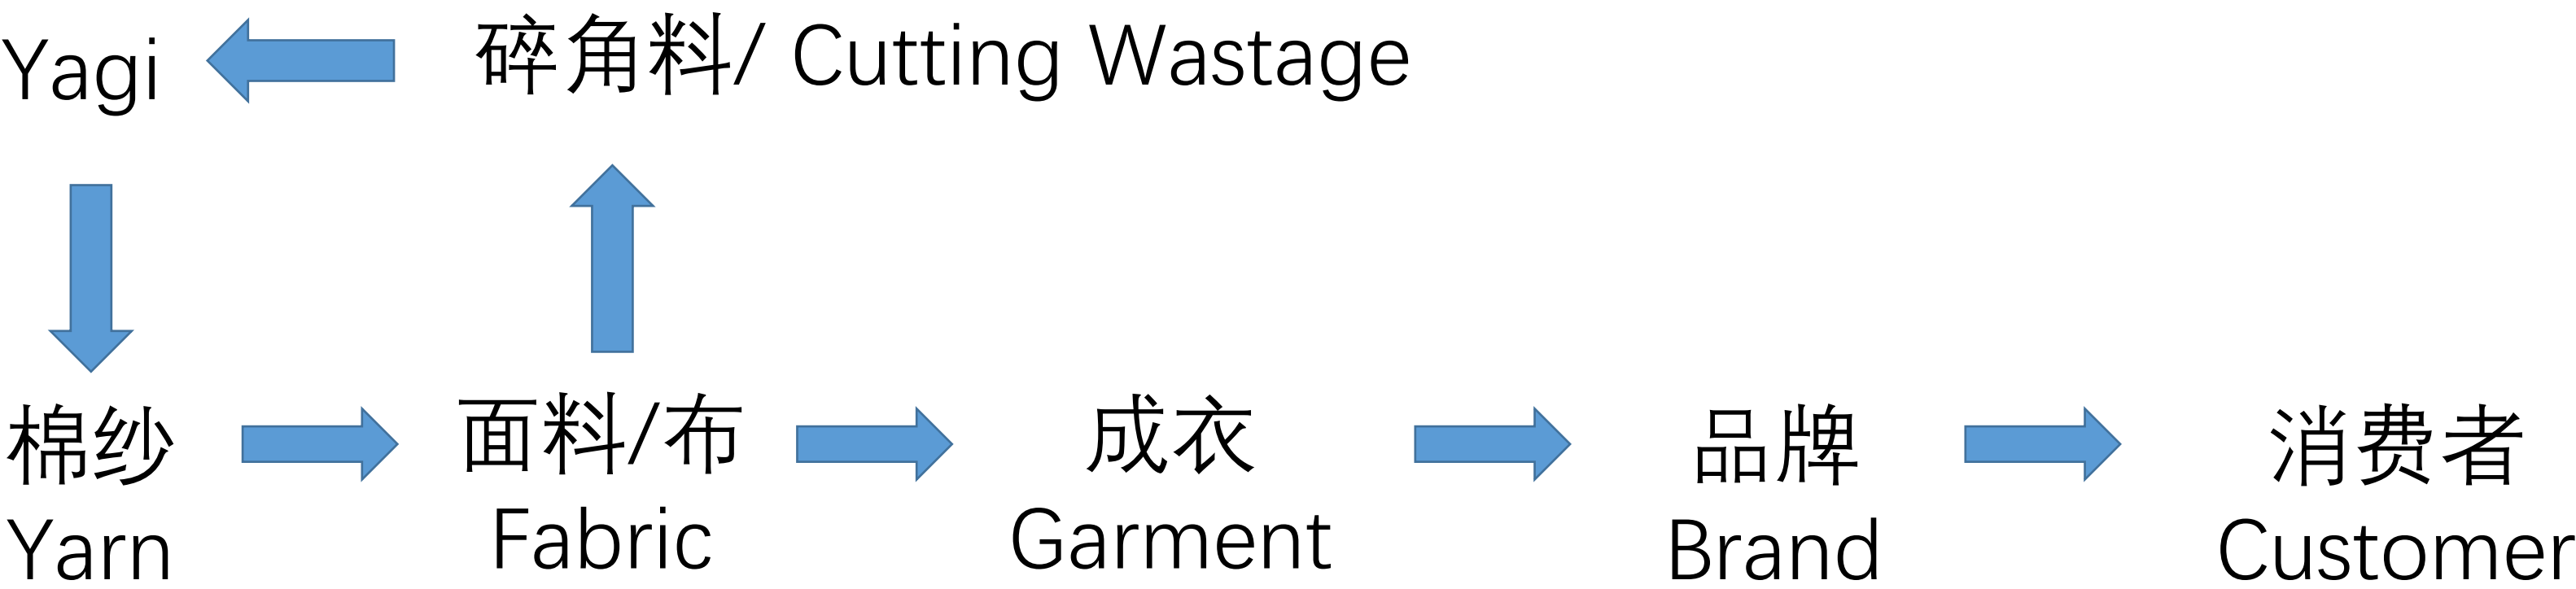 Yagi
碎角料/ Cutting Wastage
棉纱
Yarn
面料/布
Fabric
成衣
Garment
品牌
Brand
消费者
Customer